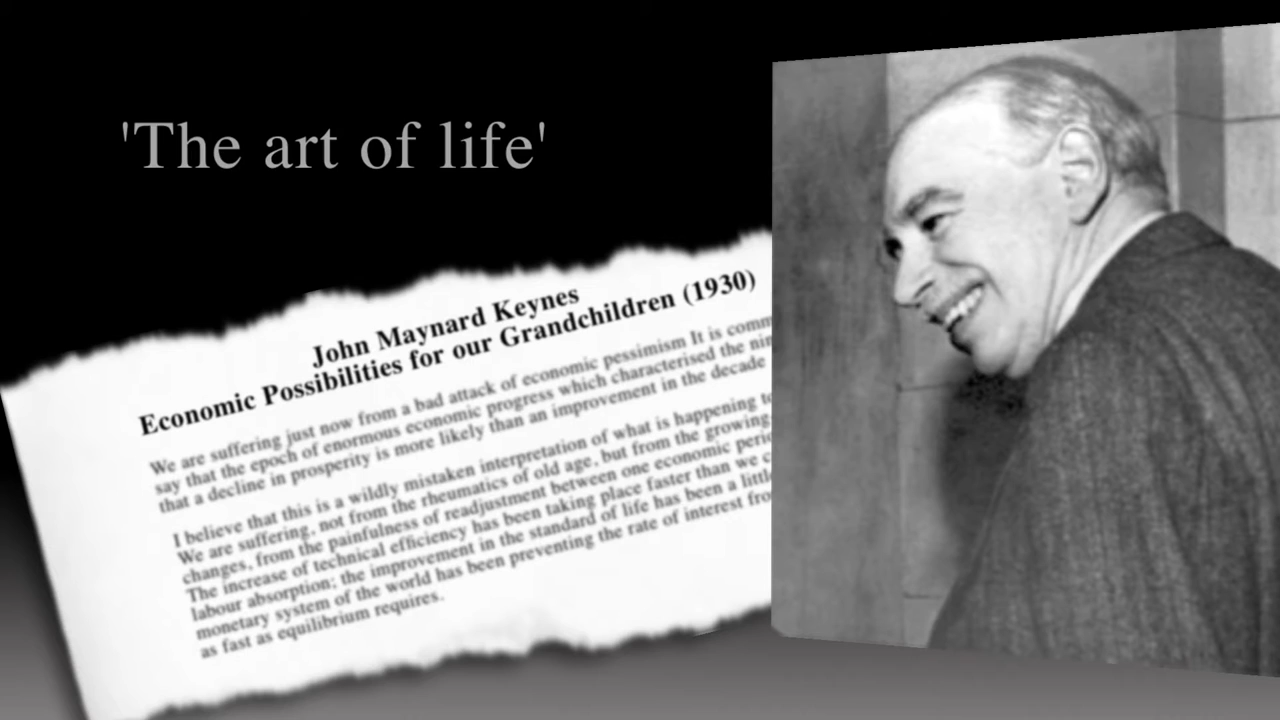 'The art of life'
John Maynard Keynes
Economic Possibilities for our Grandchildren (1930)
We are suffering just now from a bad attack of economic pessimism It is comm
say that the epoch of enormous economic progress which characterised the nin
that a decline in prosperity is more likely than an improvement in the decade
I believe that this is a wildly mistaken interpretation of what is happening to
We are suffering, not from the rheumatics of old age, but from the growing
changes, from the painfulness of readjustment between one economic perio
The increase of technical efficiency has been taking place faster than we c
labour absorption; the improvement in the standard of life has been a little
monetary system of the world has been preventing the rate of interest fro
as fast as equilibrium requires.